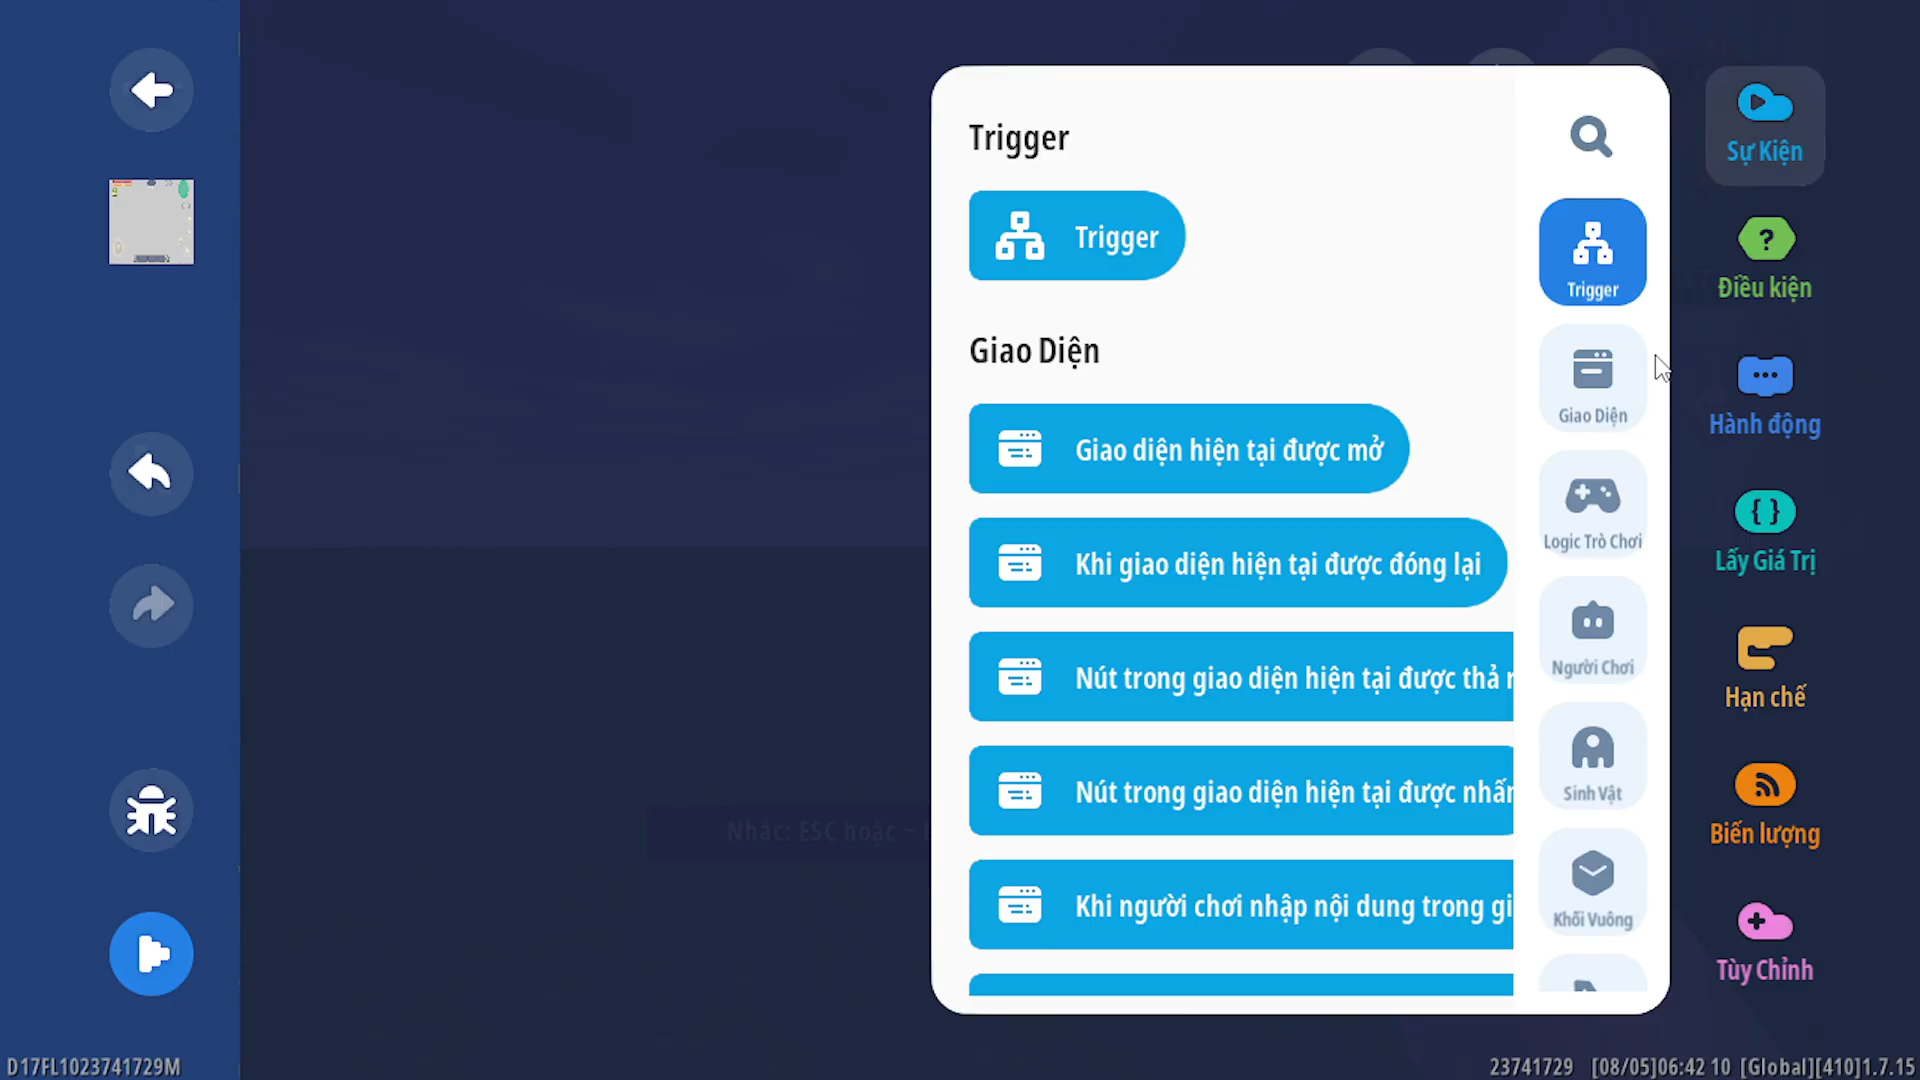 Trigger
Trigger
Giao Diện
Giao diện hiện tại được mở
Khi giao diện hiện tại được đóng lại
Nút trong giao diện hiện tại được thả
Nút trong giao diện hiện tại được nhấn
Khi người chơi nhập nội dung trong gi
Trigger
Giao Diện
Logic Trò Chơi
Người Chơi
Sinh Vật
Khối Vuông
Sự Kiện
Điều kiện
Hành động
Lấy Giá Trị
Hạn chế
Biến lượng
Tùy Chỉnh
Nhắc: ESC hoặc ~
D17FL1023741729M
23741729 [08/05]06:42 10 [Global][410]1.7.15